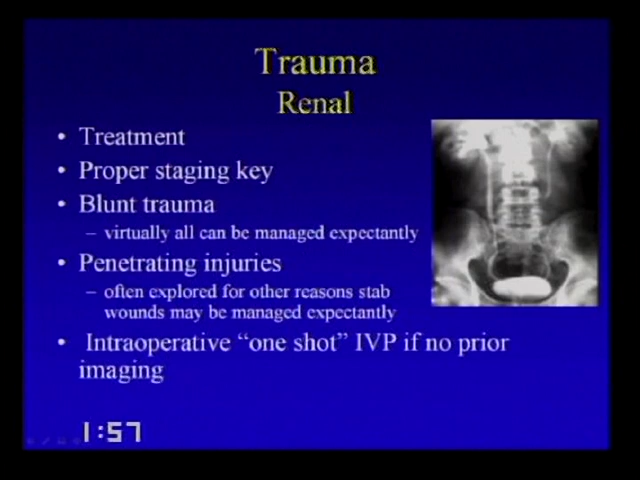 Trauma
Renal
• Treatment
• Proper staging key
• Blunt trauma
– virtually all can be managed expectantly
• Penetrating injuries
– often explored for other reasons stab
wounds may be managed expectantly
• Intraoperative “one shot” IVP if no prior
imaging
1:57